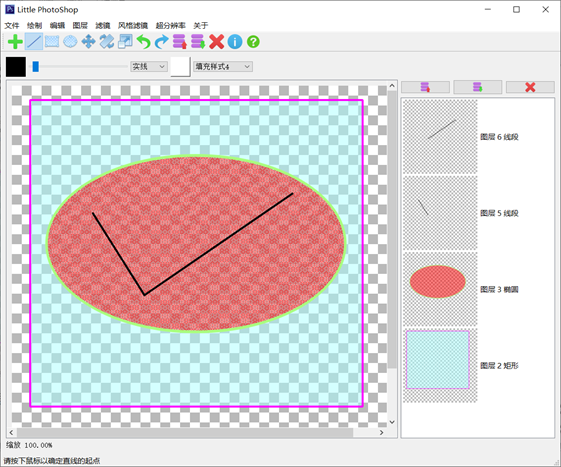 Little PhotoShop
文件 绘制 编辑 图层 滤镜 风格滤镜 超分辨率 关于
实线 填充样式4
图层 6 线段
图层 5 线段
图层 3 椭圆
图层 2 矩形
缩放 100.00%
请按下鼠标以确定直线的起点